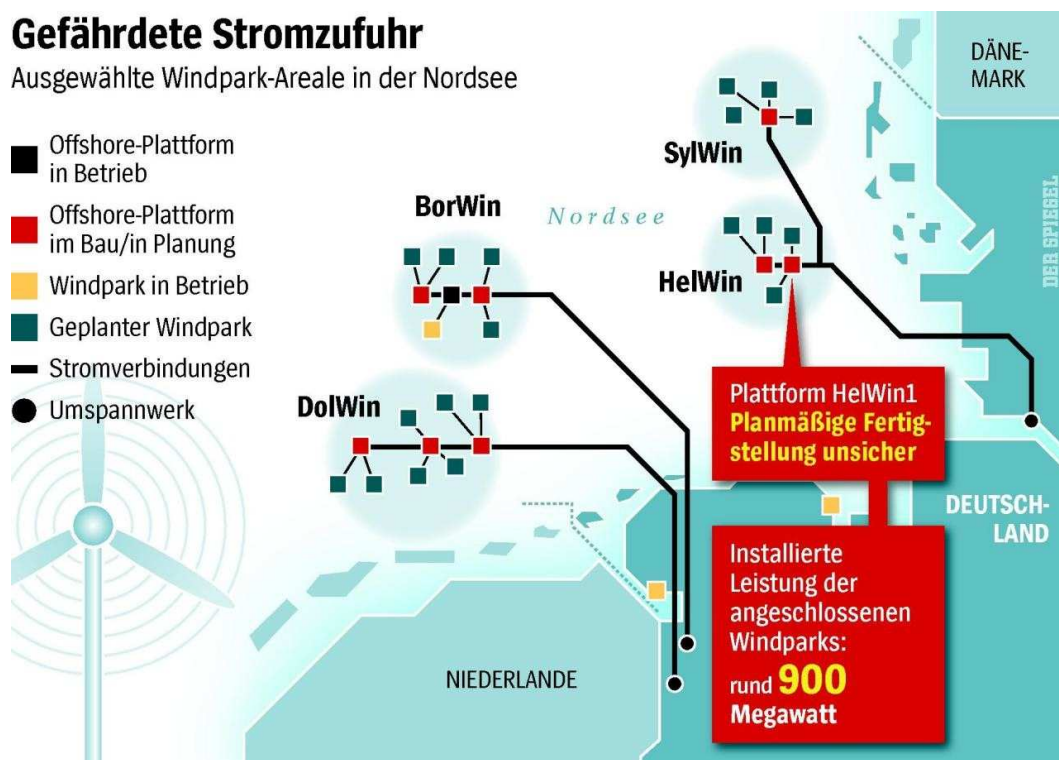 Gefährdete Stromzufuhr
Ausgewählte Windpark-Areale in der Nordsee
Offshore-Plattform
in Betrieb
Offshore-Plattform
im Bau/in Planung
Windpark in Betrieb
Geplanter Windpark
Stromverbindungen
Umspannwerk
DÄNE-
MARK
SylWin
BorWin
Nordsee
HelWin
DER SPIEGEL
DolWin
Plattform HelWin1
Planmäßige Fertig-
stellung unsicher
DEUTSCH-
LAND
Installierte
Leistung der
angeschlossenen
Windparks:
rund 900
Megawatt
NIEDERLANDE